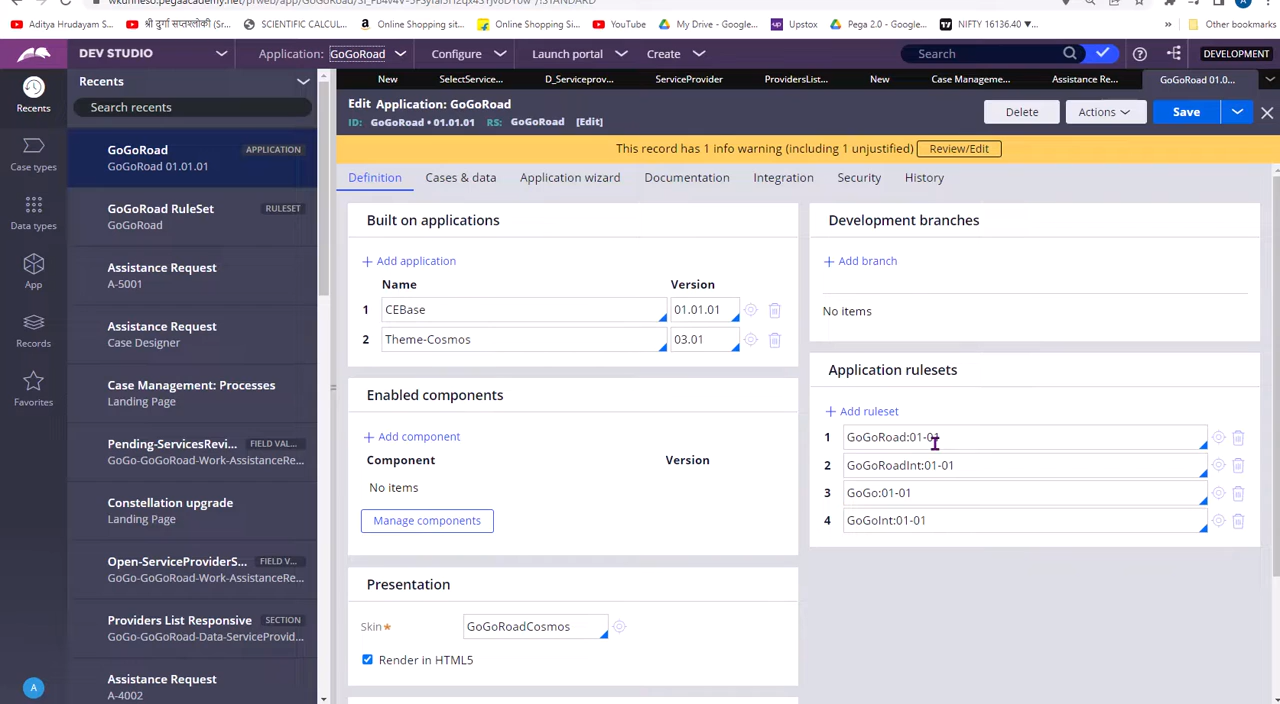 wkdmneso.pegaacademy.net/prweb/app/
Aditya Hrudayam S...
श्री दुर्गा सप्तश्लोकी...
SCIENTIFIC CALCUL...
Online Shopping sit...
Online Shopping Si...
YouTube
My Drive - Google...
Upstox
Pega 2.0 - Google...
NIFTY 16136.40 ▼...
»
Other bookmarks
DEV STUDIO
Application: GoGoRoad
Configure
Launch portal
Create
Search
DEVELOPMENT
Recents
Search recents
Recents
Case types
Data types
App
Records
Favorites
A
GoGoRoad
APPLICATION
GoGoRoad 01.01.01
GoGoRoad RuleSet
RULESET
GoGoRoad
Assistance Request
A-5001
Assistance Request
Case Designer
Case Management: Processes
Landing Page
Pending-ServicesRevi...
FIELD VAL...
Pega-GoGoRoad-Work-AssistanceRe...
Constellation upgrade
Landing Page
Open-ServiceProviderS...
FIELD V...
GoGo-GoGoRoad-Work-AssistanceRe...
Providers List Responsive
SECTION
GoGo-GoGoRoad-Data-ServiceProvid...
Assistance Request
A-4002
New
SelectService...
D_Serviceprov...
ServiceProvider
ProvidersList...
New
Case Manageme...
Assistance Re...
GoGoRoad 01.0...
Edit Application: GoGoRoad
ID: GoGoRoad • 01.01.01 RS: GoGoRoad [Edit]
Delete
Actions
Save
This record has 1 info warning (including 1 unjustified)
Review/Edit
Definition
Cases & data
Application wizard
Documentation
Integration
Security
History
Built on applications
+ Add application
Name
Version
1 CEBase 01.01.01
2 Theme-Cosmos 03.01
Enabled components
+ Add component
Component
Version
No items
Manage components
Presentation
Skin* GoGoRoadCosmos
Render in HTML5
Development branches
+ Add branch
No items
Application rulesets
+ Add ruleset
1 GoGoRoad:01-01
2 GoGoRoadInt:01-01
3 GoGo:01-01
4 GoGoInt:01-01